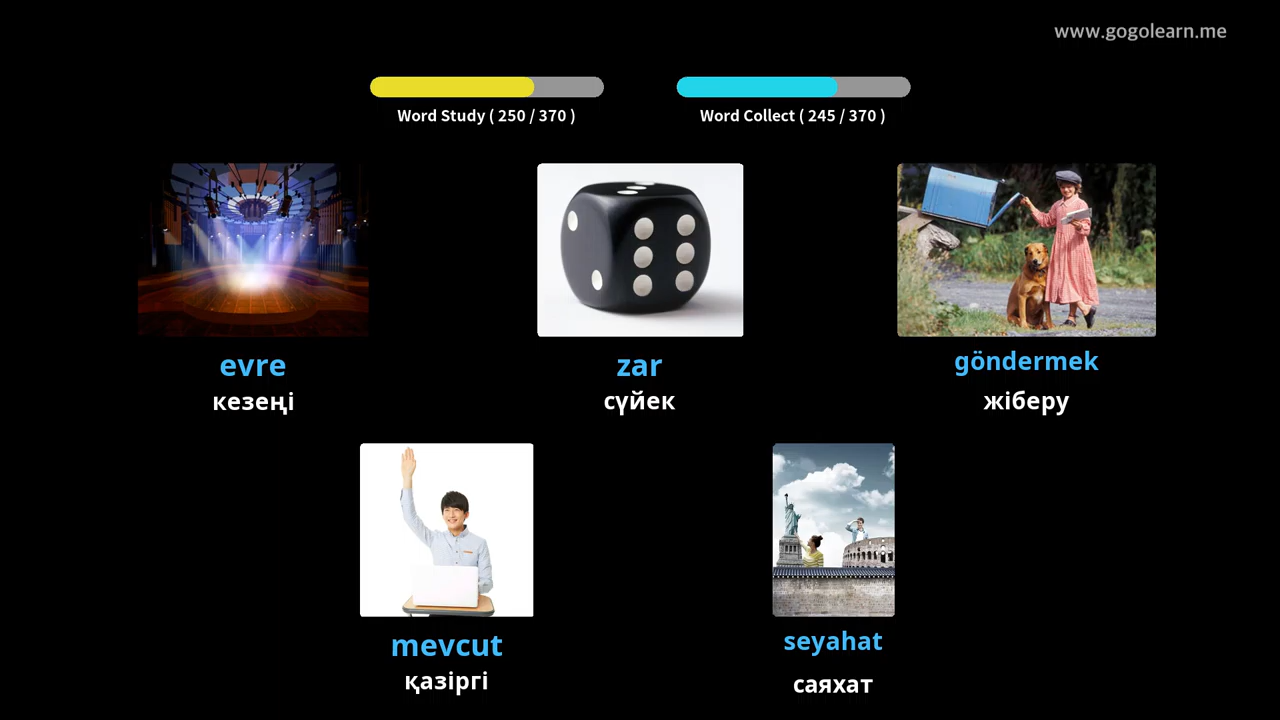 www.gogolearn.me
Word Study ( 250 / 370 )
Word Collect ( 245 / 370 )
evre
кезеңі
zar
сүйек
göndermek
жіберу
mevcut
қазіргі
seyahat
саяхат